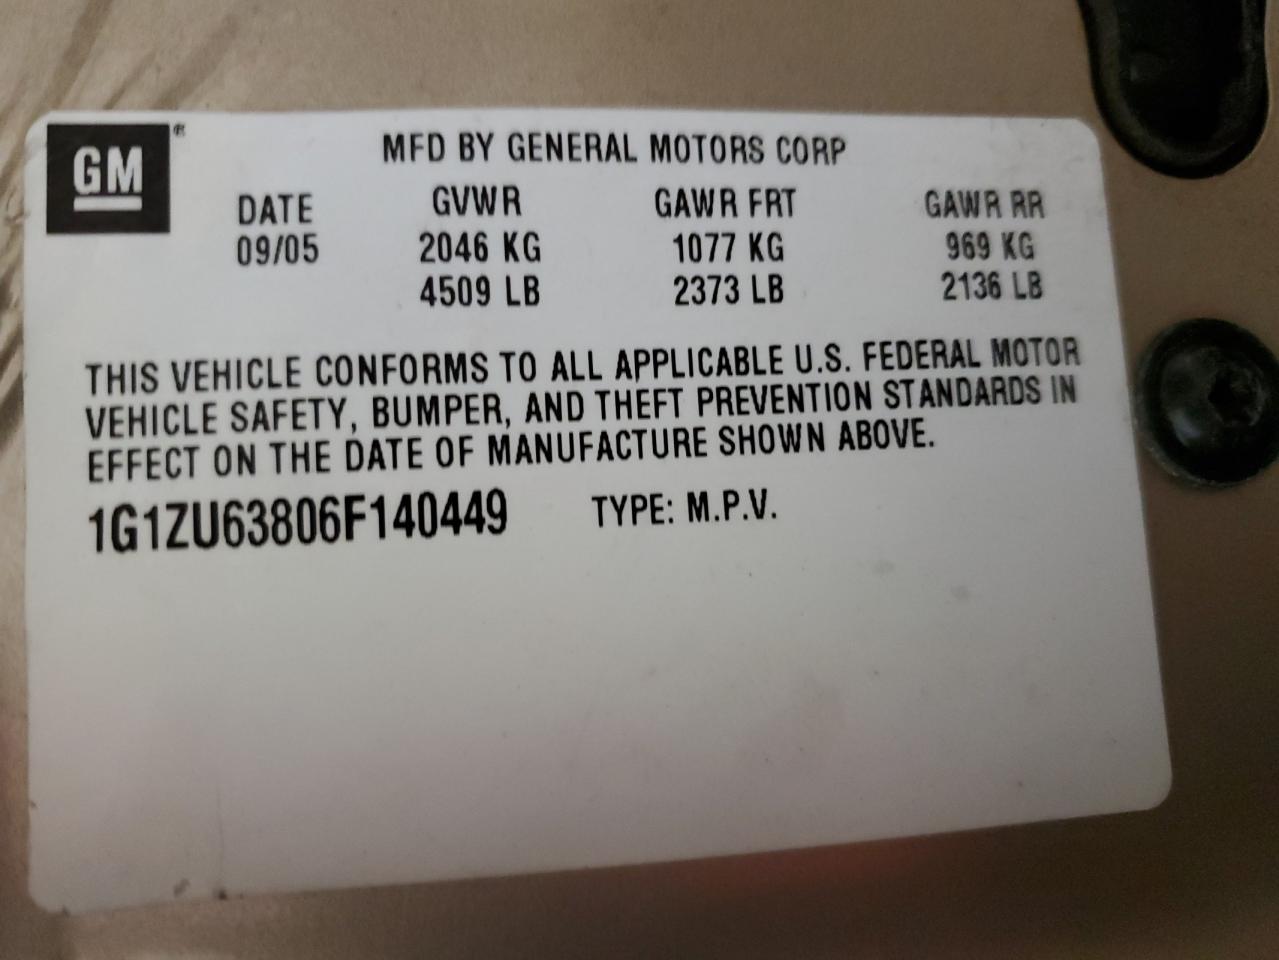 GM®
MFD BY GENERAL MOTORS CORP
DATE GVWR GAWR FRT GAWR RR
09/05 2046 KG 1077 KG 969 KG
4509 LB 2373 LB 2136 LB
THIS VEHICLE CONFORMS TO ALL APPLICABLE U.S. FEDERAL MOTOR
VEHICLE SAFETY, BUMPER, AND THEFT PREVENTION STANDARDS IN
EFFECT ON THE DATE OF MANUFACTURE SHOWN ABOVE.
1G1ZU63806F140449 TYPE: M.P.V.